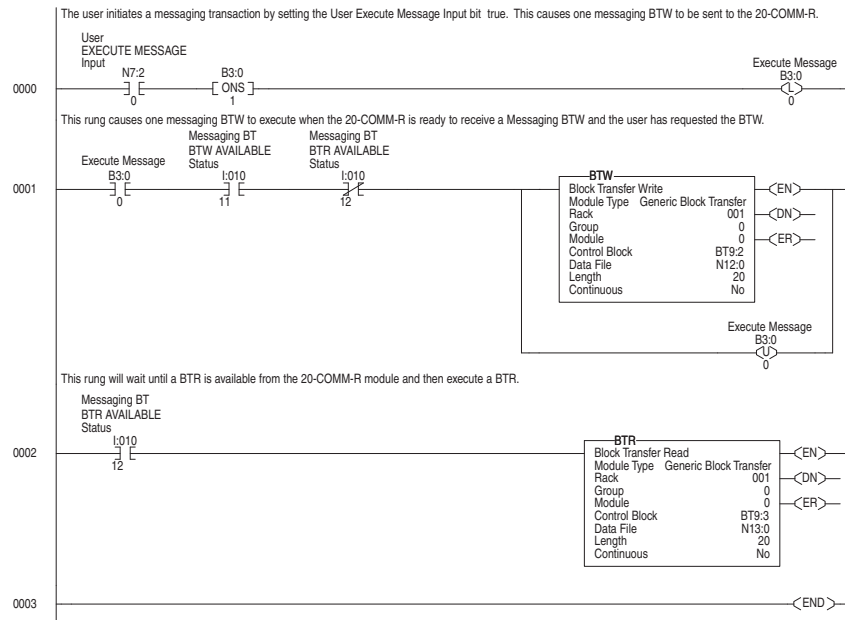 The user initiates a messaging transaction by setting the User Execute Message Input bit true. This causes one messaging BTW to be sent to the 20-COMM-R.
User
EXECUTE MESSAGE
Input
N7:2
0
B3:0
ONS
1
Execute Message
B3:0
L
0
0000
This rung causes one messaging BTW to execute when the 20-COMM-R is ready to receive a Messaging BTW and the user has requested the BTW.
Execute Message
B3:0
0
Messaging BT
BTW AVAILABLE
Status
I:010
11
Messaging BT
BTR AVAILABLE
Status
I:010
12
0001
BTW
Block Transfer Write
Module Type Generic Block Transfer
Rack 001
Group 0
Module 0
Control Block BT9:2
Data File N12:0
Length 20
Continuous No
EN
DN
ER
Execute Message
B3:0
U
0
This rung will wait until a BTR is available from the 20-COMM-R module and then execute a BTR.
Messaging BT
BTR AVAILABLE
Status
I:010
12
0002
BTR
Block Transfer Read
Module Type Generic Block Transfer
Rack 001
Group 0
Module 0
Control Block BT9:3
Data File N13:0
Length 20
Continuous No
EN
DN
ER
0003
END